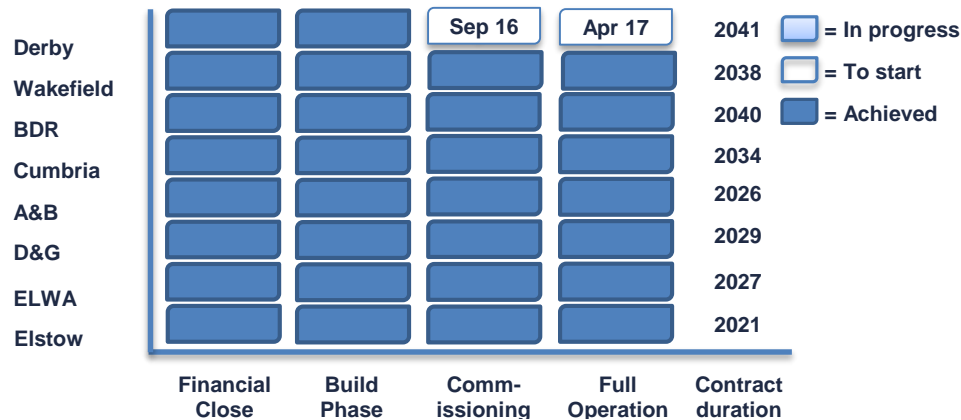 Derby Sep 16 Apr 17 2041 = In progress
Wakefield 2038 = To start
BDR 2040 = Achieved
Cumbria 2034
A&B 2026
D&G 2029
ELWA 2027
Elstow 2021
Financial Build Comm- Full Contract
Close Phase issioning Operation duration